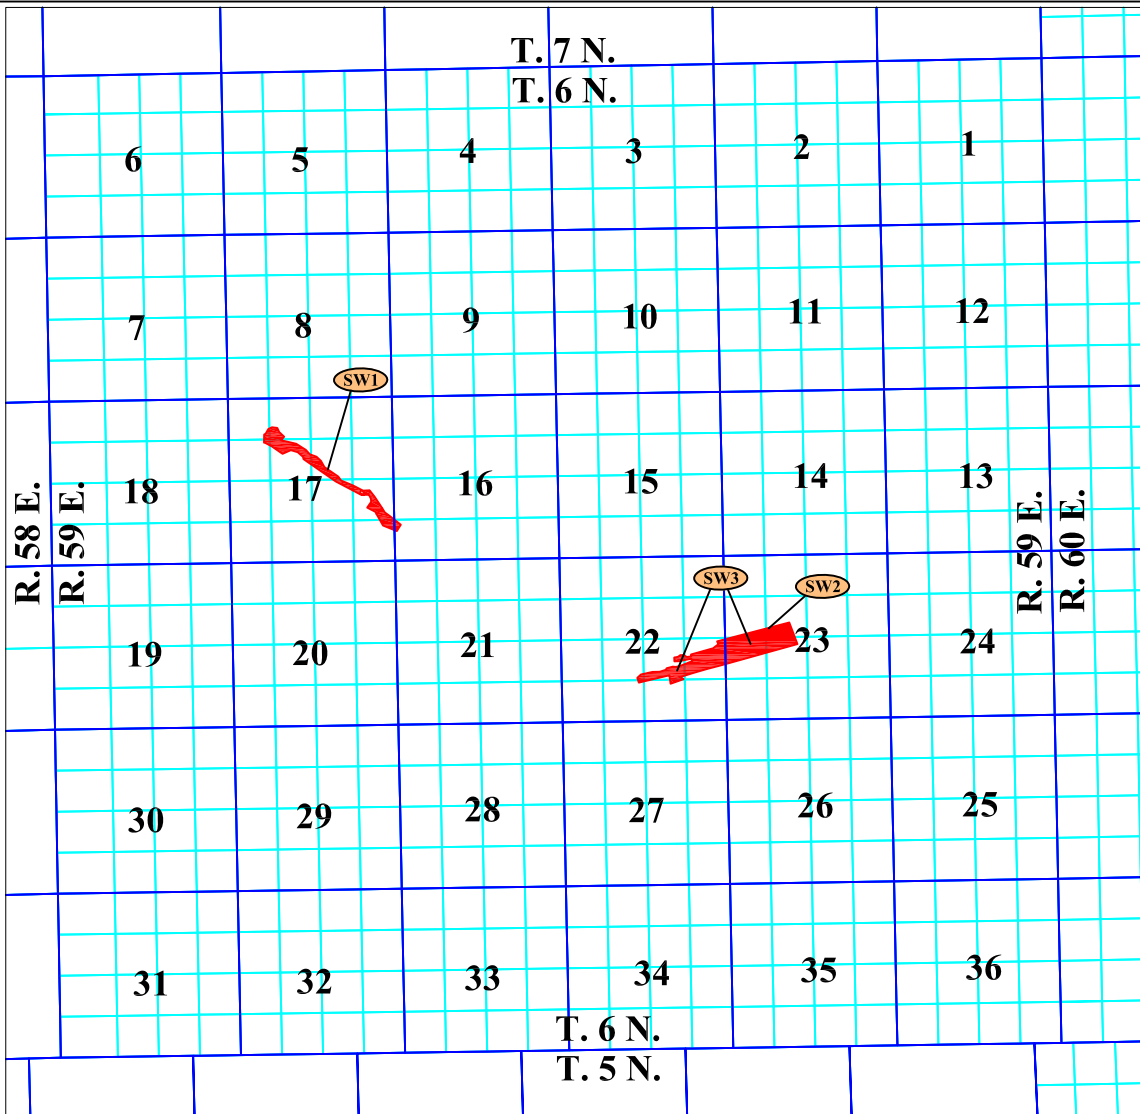 T. 7 N.
T. 6 N.
6 5 4 3 2 1
7 8 9 10 11 12
SW1
18 17 16 15 14 13
R. 58 E.
R. 59 E.
R. 59 E.
R. 60 E.
SW3 SW2
19 20 21 22 23 24
30 29 28 27 26 25
31 32 33 34 35 36
T. 6 N.
T. 5 N.